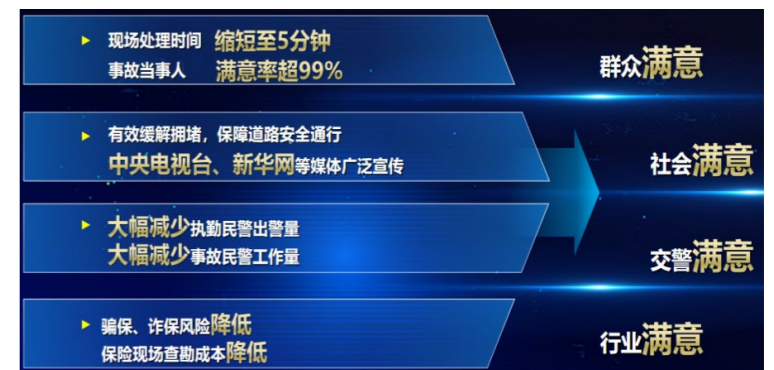 现场处理时间 缩短至5分钟
事故当事人 满意率超99%
群众满意
有效缓解拥堵，保障道路安全通行
中央电视台、新华网等媒体广泛宣传
社会满意
大幅减少执勤民警出警量
大幅减少事故民警工作量
交警满意
骗保、诈保风险降低
保险现场查勘成本降低
行业满意